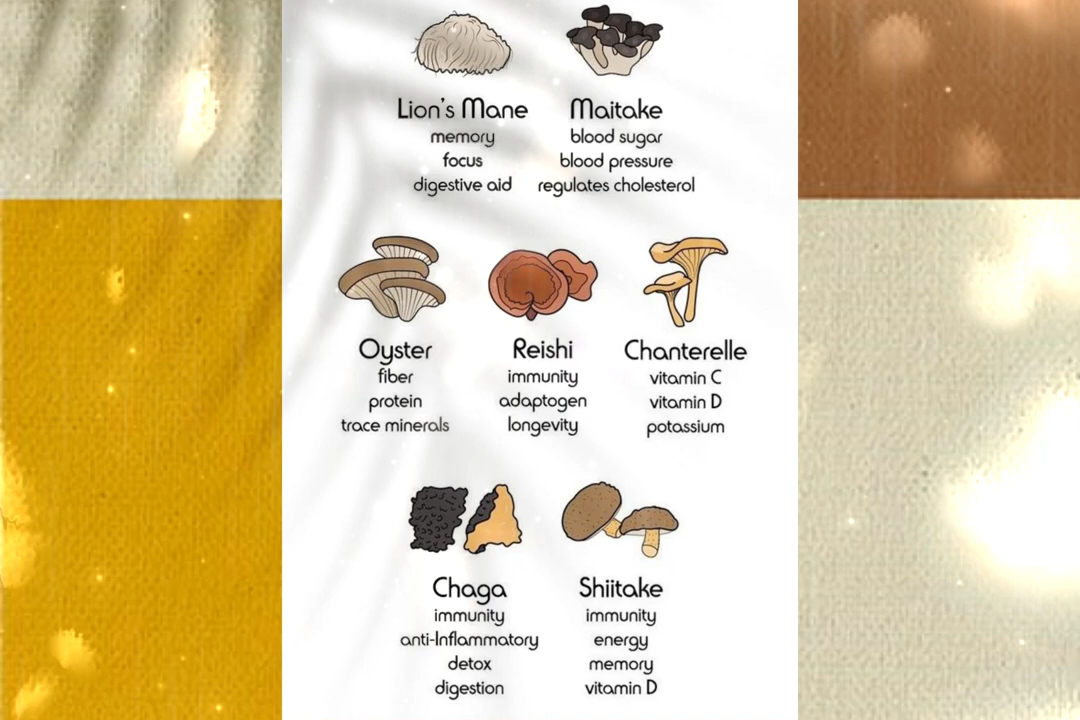 Lion's Mane
memory
focus
digestive aid
Maitake
blood sugar
blood pressure
regulates cholesterol
Oyster
fiber
protein
trace minerals
Reishi
immunity
adaptogen
longevity
Chanterelle
vitamin C
vitamin D
potassium
Chaga
immunity
anti-Inflammatory
detox
digestion
Shiitake
immunity
energy
memory
vitamin D